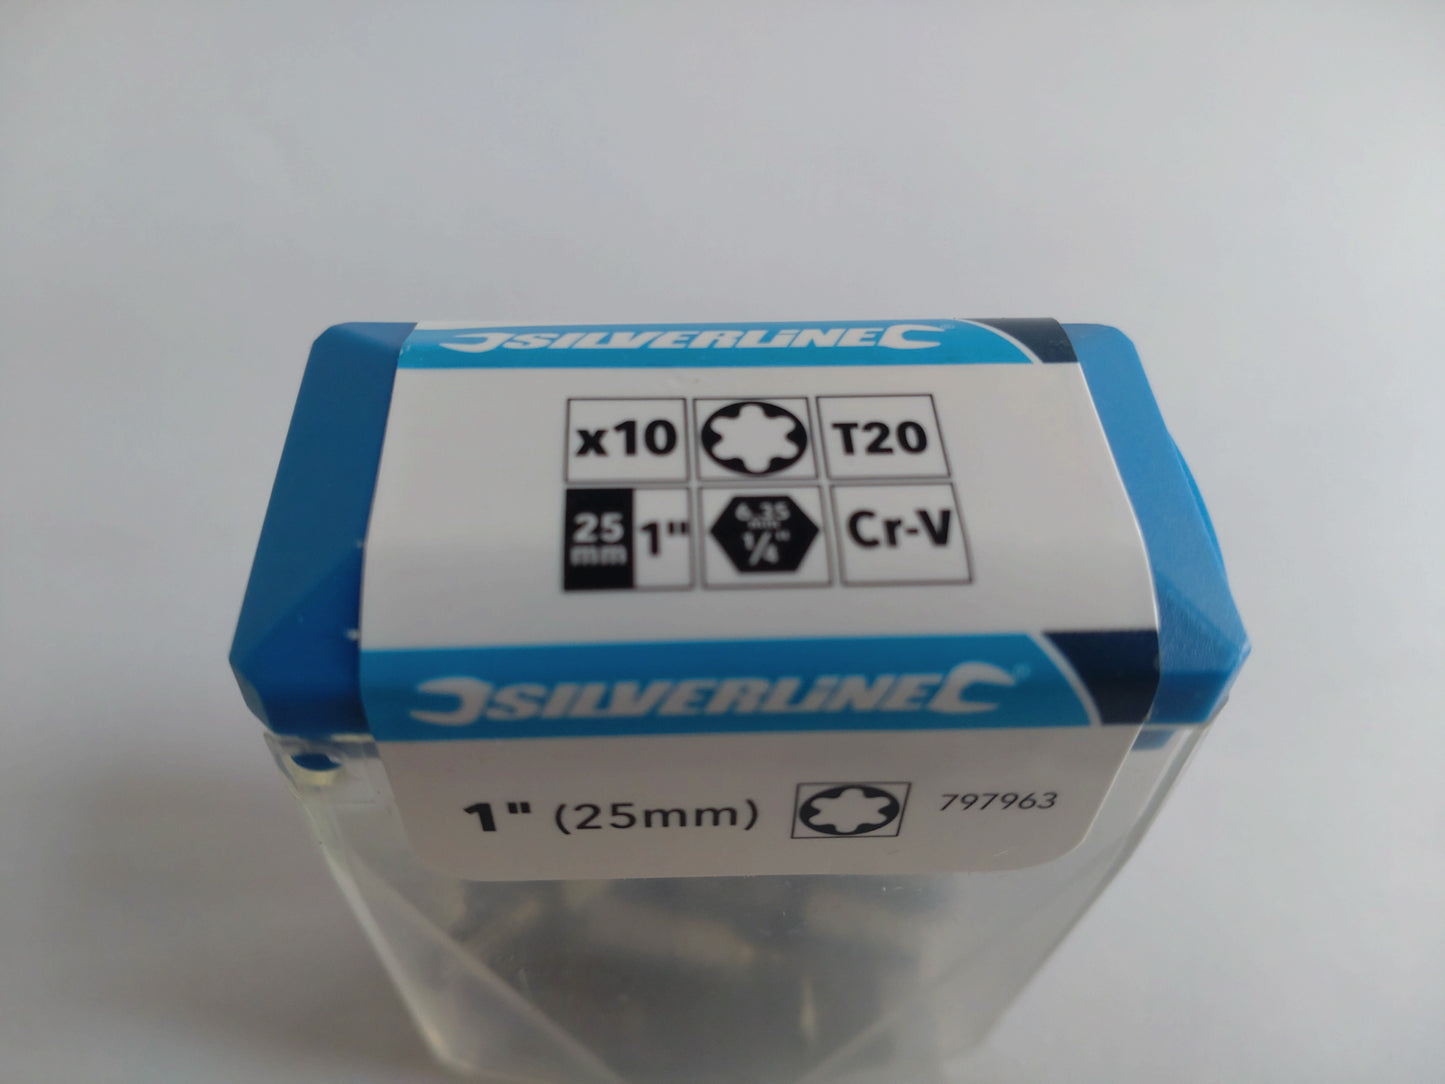 SILVERLINE®
x10 T20
25 mm 1" 6.35 mm 1/4" Cr-V
SILVERLINE®
1" (25mm) 797963